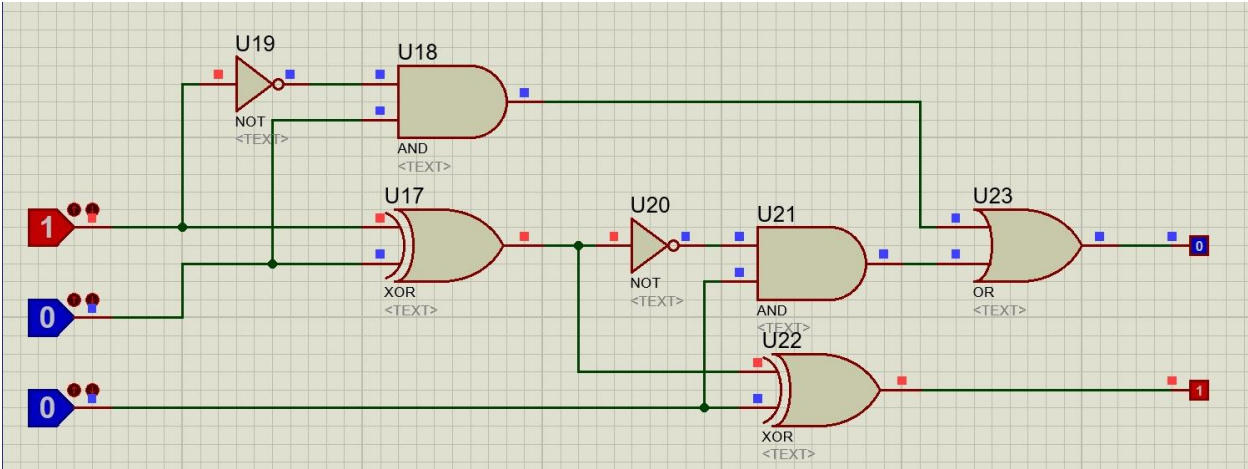 U19
U18
NOT
<TEXT>
AND
<TEXT>
U17
U20
U21
U23
1
0
XOR
<TEXT>
NOT
<TEXT>
OR
<TEXT>
0
AND
<TEXT>
U22
0
1
XOR
<TEXT>